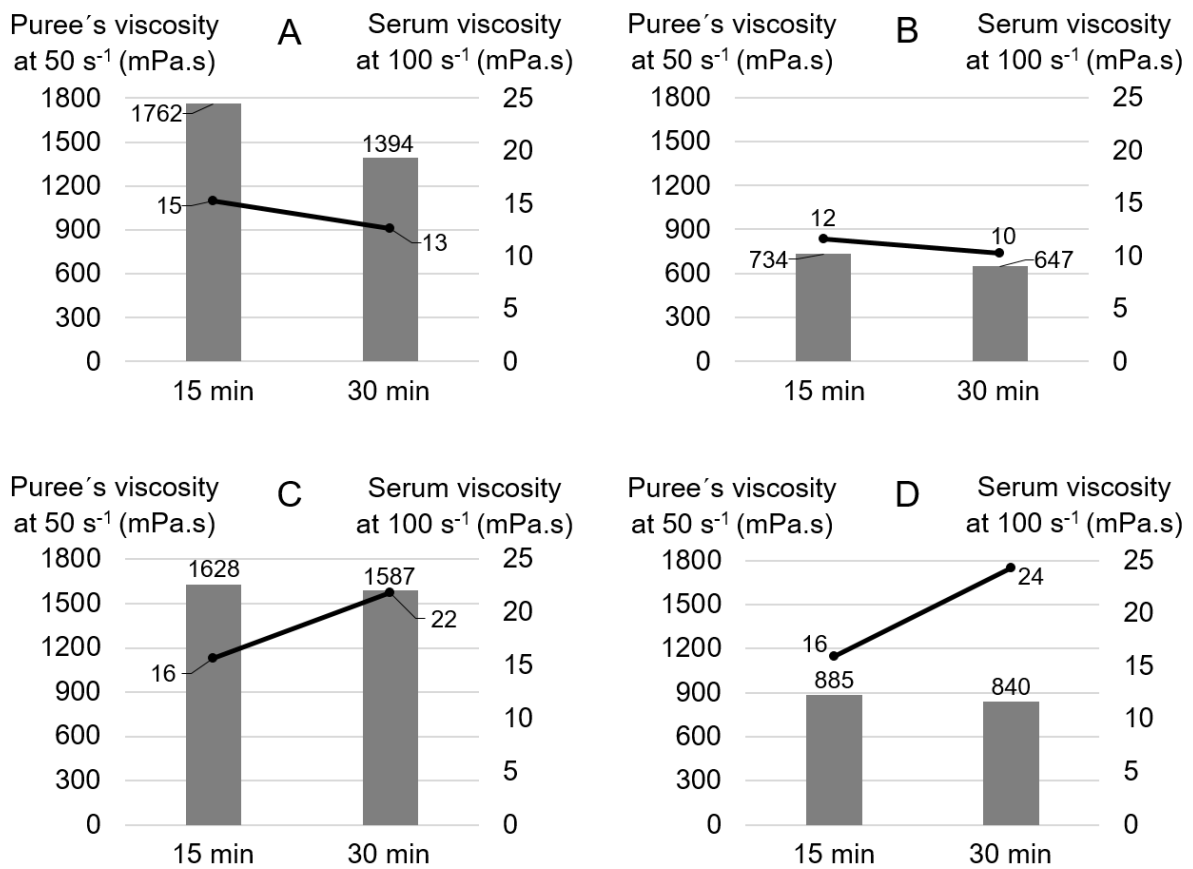 Puree´s viscosity
at 50 s⁻¹ (mPa.s)
A
Serum viscosity
at 100 s⁻¹ (mPa.s)
1800
1500
1200
900
600
300
0
1762
1394
15
13
25
20
15
10
5
0
15 min
30 min
Puree´s viscosity
at 50 s⁻¹ (mPa.s)
B
Serum viscosity
at 100 s⁻¹ (mPa.s)
1800
1500
1200
900
600
300
0
12
10
734
647
25
20
15
10
5
0
15 min
30 min
Puree´s viscosity
at 50 s⁻¹ (mPa.s)
C
Serum viscosity
at 100 s⁻¹ (mPa.s)
1800
1500
1200
900
600
300
0
1628
1587
16
22
25
20
15
10
5
0
15 min
30 min
Puree´s viscosity
at 50 s⁻¹ (mPa.s)
D
Serum viscosity
at 100 s⁻¹ (mPa.s)
1800
1500
1200
900
600
300
0
16
24
885
840
25
20
15
10
5
0
15 min
30 min